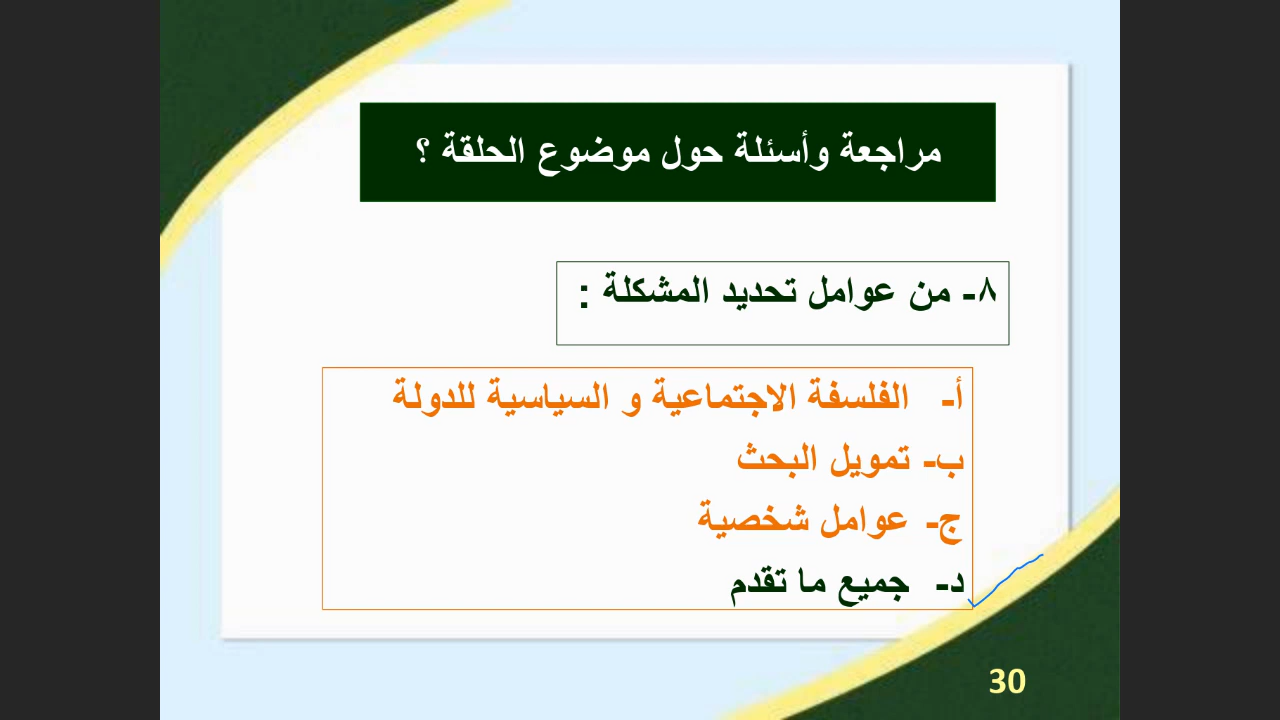 مراجعة وأسئلة حول موضوع الحلقة ؟
٨- من عوامل تحديد المشكلة :
أ- الفلسفة الاجتماعية و السياسية للدولة
ب- تمويل البحث
ج- عوامل شخصية
د- جميع ما تقدم
30